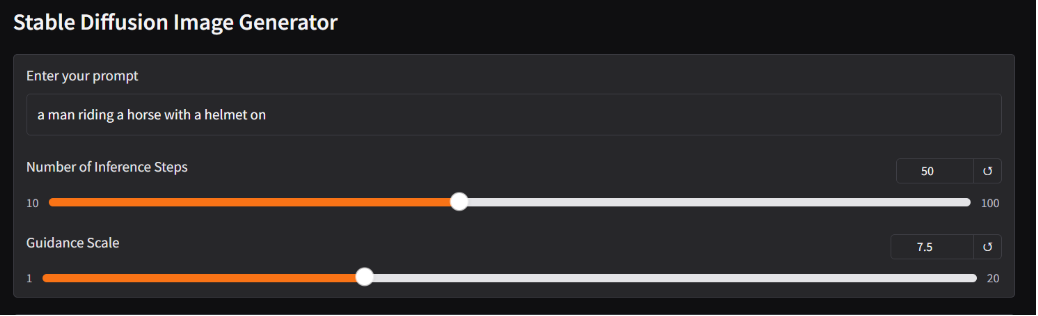 Stable Diffusion Image Generator
Enter your prompt
a man riding a horse with a helmet on
Number of Inference Steps
50 ↺
10 100
Guidance Scale
7.5 ↺
1 20